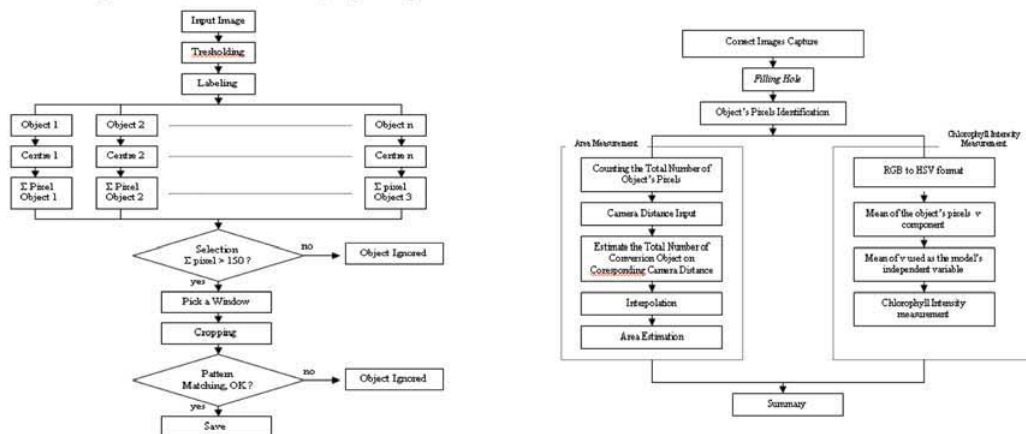 Input Image
Tresholding
Labeling
Object 1
Object 2
Object n
Centre 1
Centre 2
Centre n
Σ Pixel
Object 1
Σ Pixel
Object 2
Σ pixel
Object 3
Selection
Σ pixel > 150 ?
no
Object Ignored
yes
Pick a Window
Cropping
Pattern
Matching, OK ?
no
Object Ignored
yes
Save
Correct Images Capture
Filling Hole
Object's Pixels Identification
Area Measurement
Counting the Total Number of
Object's Pixels
Camera Distance Input
Estimate the Total Number of
Conversion Object on
Coresponding Camera Distance
Interpolation
Area Estimation
Chlorophyll Intensity
Measurement
RGB to HSV format
Mean of the object's pixels v
component
Mean of v used as the model's
independent variable
Chlorophyll Intensity
measurement
Summary